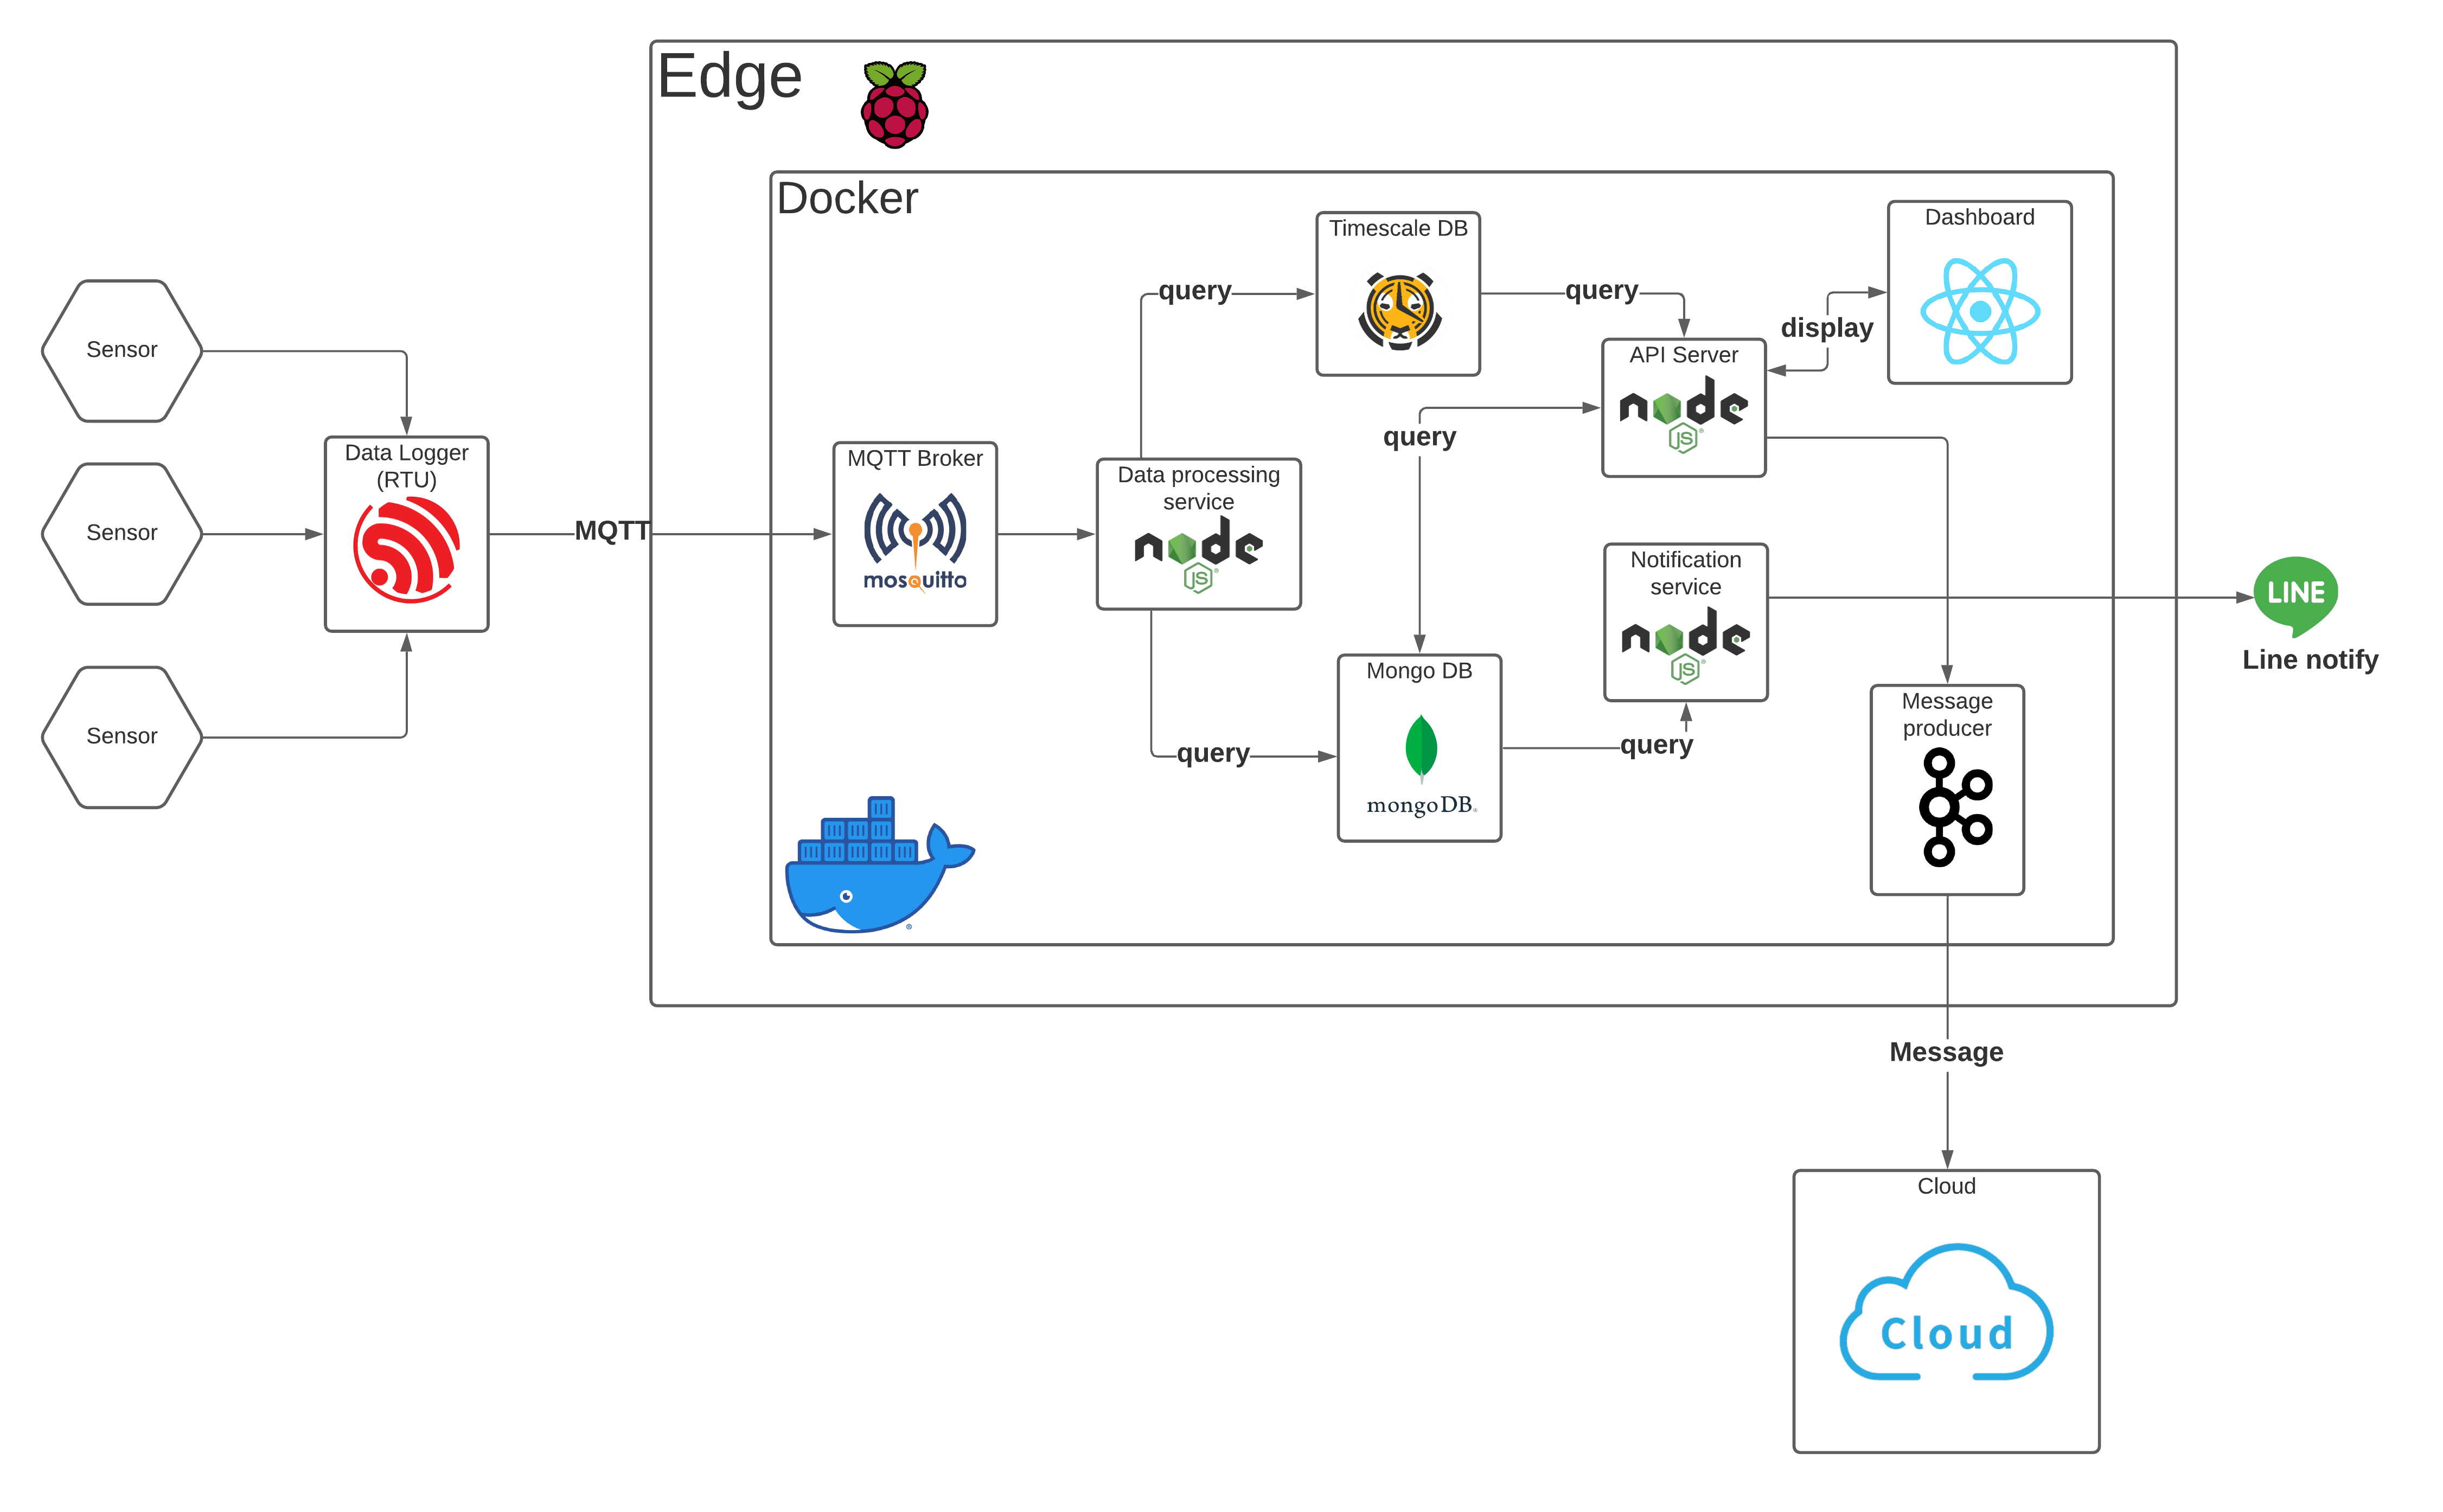 Edge
Docker
Timescale DB
Dashboard
query
query
display
Sensor
API Server
node
JS
query
Data Logger
(RTU)
MQTT Broker
Data processing
service
node
JS
Sensor
MQTT
mosquitto
Notification
service
node
JS
LINE
Line notify
Mongo DB
mongoDB
Message
producer
Sensor
query
query
Message
Cloud
Cloud